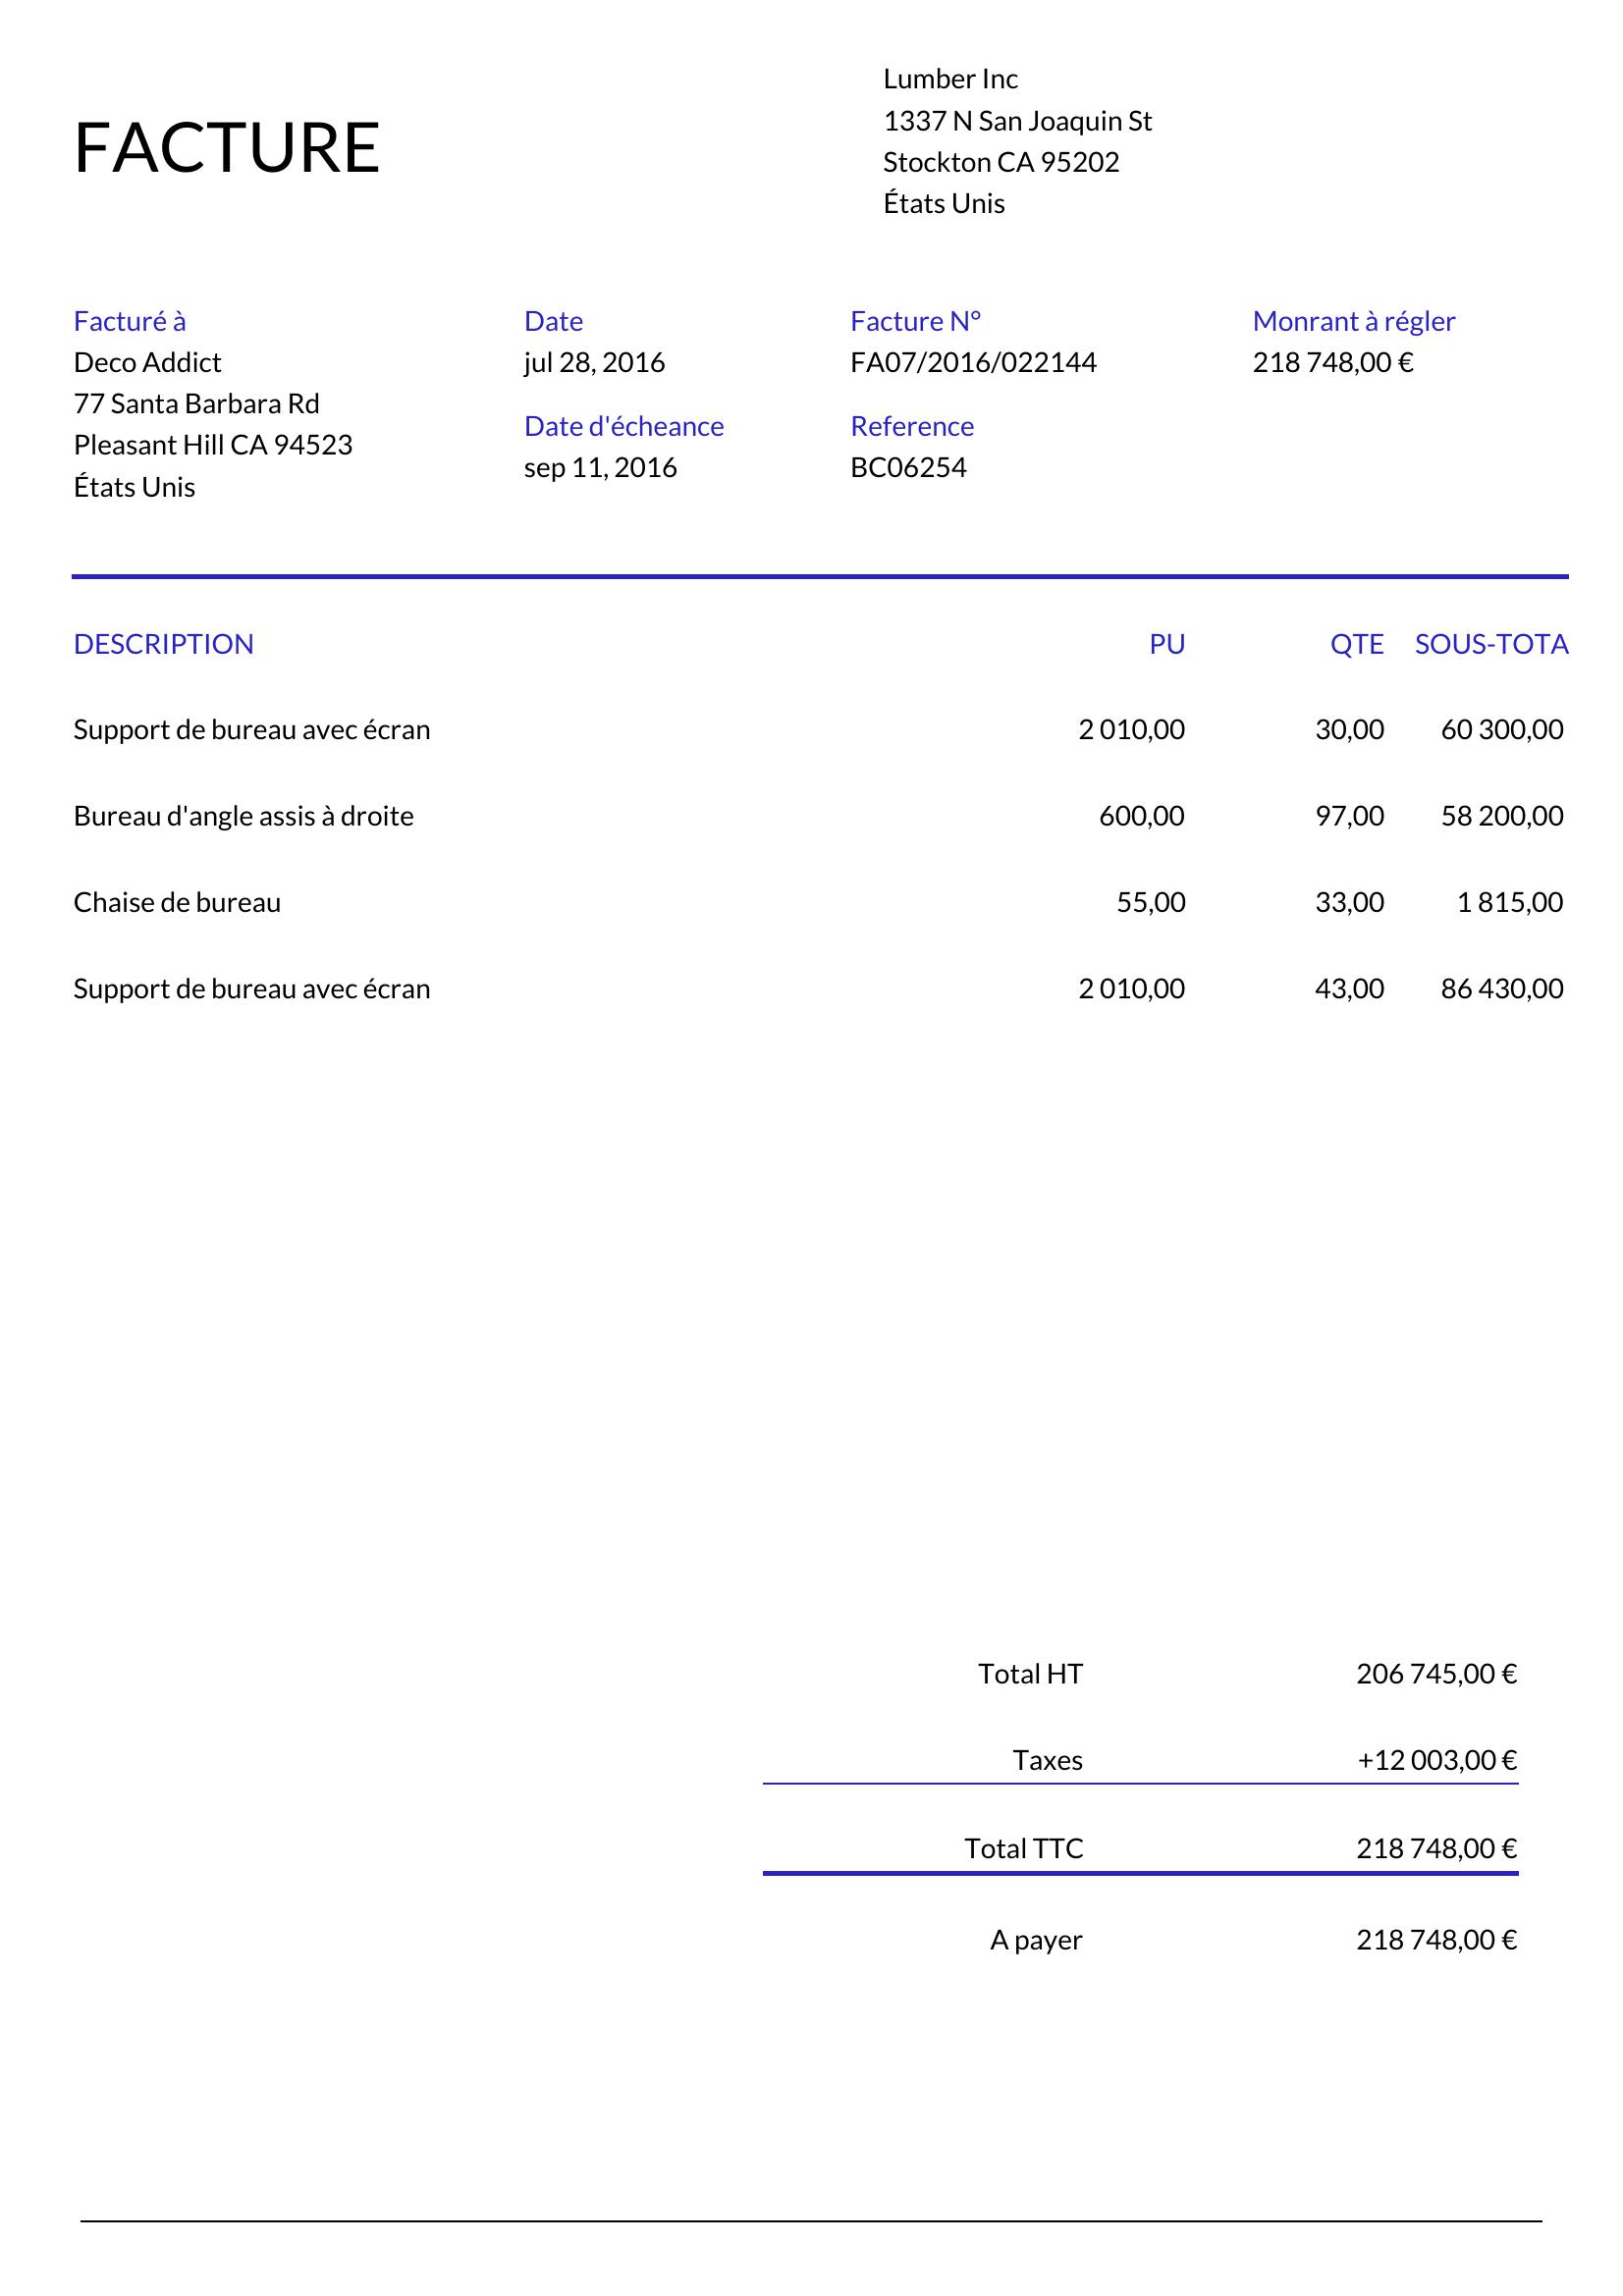 Lumber Inc
1337 N San Joaquin St
Stockton CA 95202
États Unis
FACTURE
Facturé à
Deco Addict
77 Santa Barbara Rd
Pleasant Hill CA 94523
États Unis
Date
jul 28, 2016
Date d'écheance
sep 11, 2016
Facture N°
FA07/2016/022144
Reference
BC06254
Monrant à régler
218 748,00 €
DESCRIPTION PU QTE SOUS-TOTA
Support de bureau avec écran 2 010,00 30,00 60 300,00
Bureau d'angle assis à droite 600,00 97,00 58 200,00
Chaise de bureau 55,00 33,00 1 815,00
Support de bureau avec écran 2 010,00 43,00 86 430,00
Total HT 206 745,00 €
Taxes +12 003,00 €
Total TTC 218 748,00 €
A payer 218 748,00 €